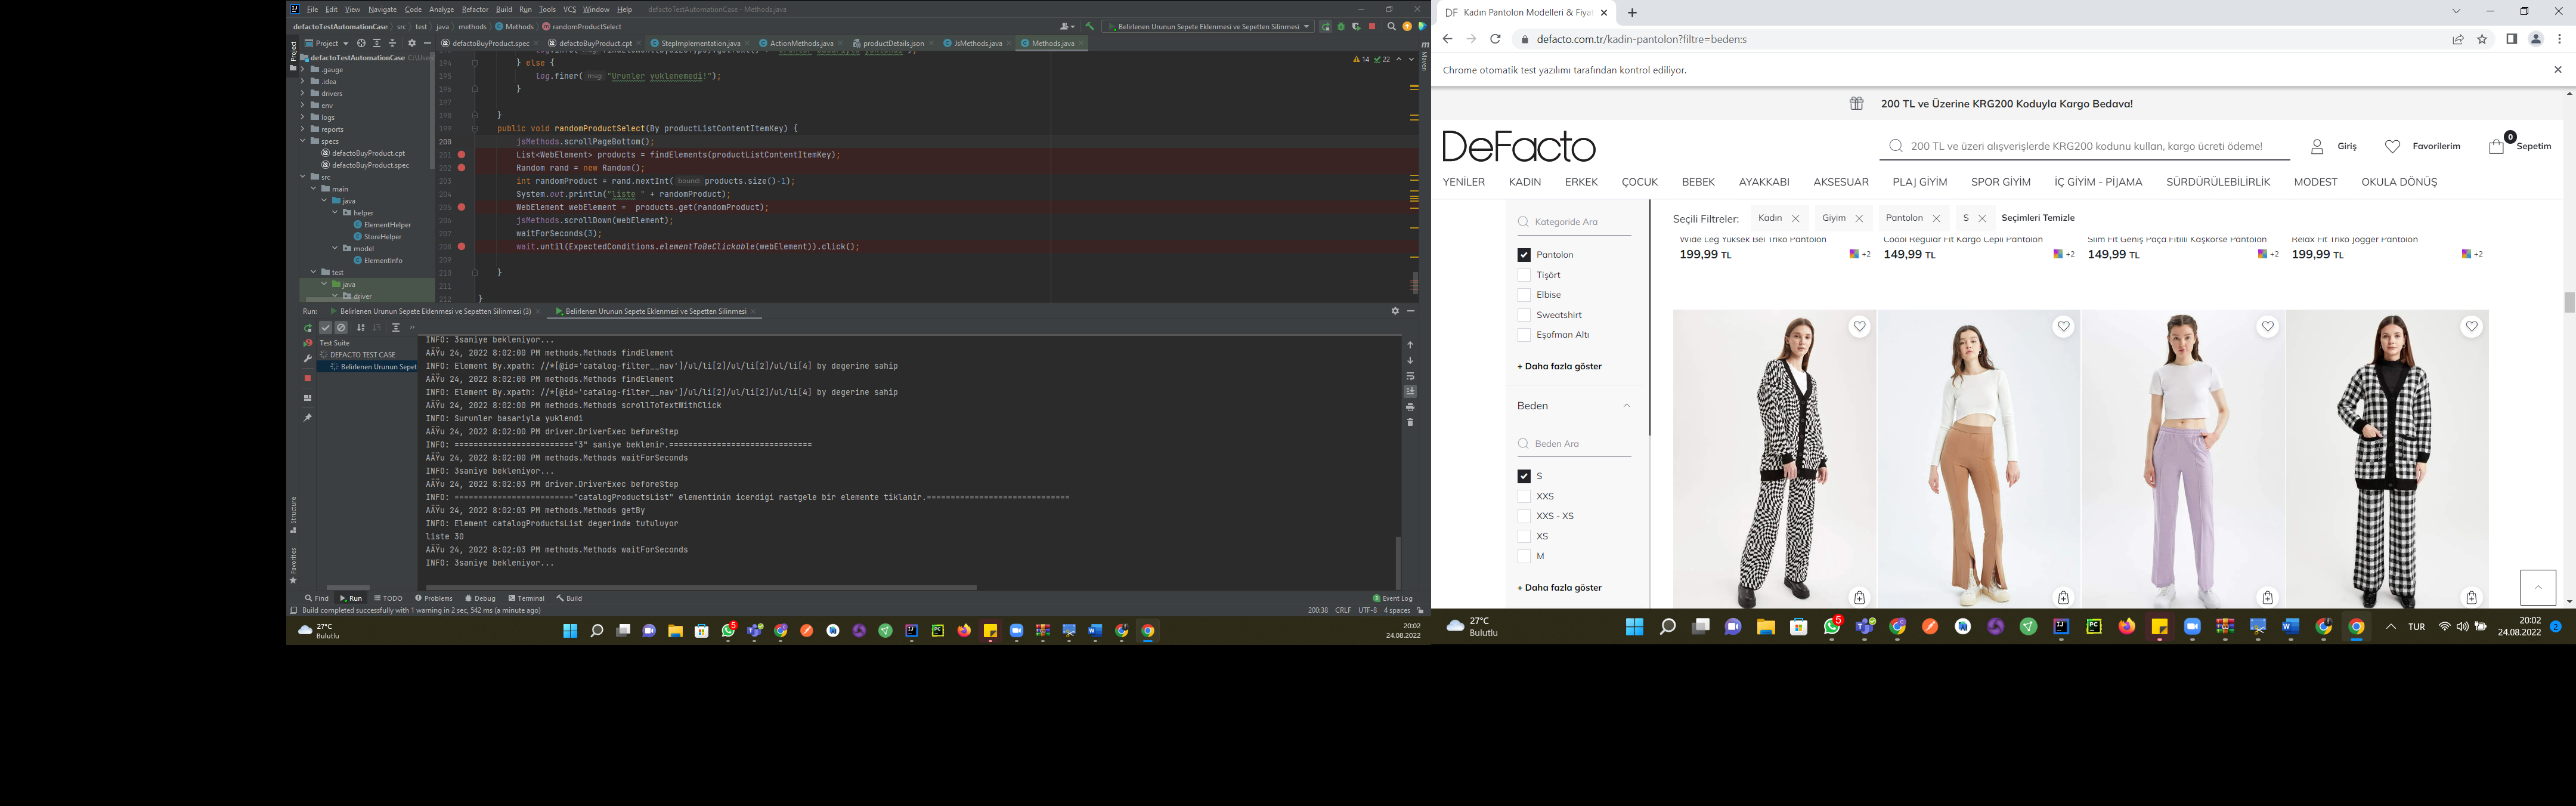 File Edit View Navigate Code Analyze Refactor Build Run Tools VCS Window Help defactoTestAutomationCase - Methods.java
defactoTestAutomationCase src test java methods Methods randomProductSelect
Belirlenen Urunun Sepete Eklenmesi ve Sepetten Silinmesi
Project
defactoBuyProduct.spec defactoBuyProduct.cpt StepImplementation.java ActionMethods.java productDetails.json JsMethods.java Methods.java
defactoTestAutomationCase C:\Users
.gauge
.idea
drivers
env
logs
reports
specs
defactoBuyProduct.cpt
defactoBuyProduct.spec
src
main
java
helper
ElementHelper
StoreHelper
model
ElementInfo
test
java
driver
14 22
194 } else {
195 log.finer( msg: "Urunler yuklenemedi!");
196 }
197
198 }
199 public void randomProductSelect(By productListContentItemKey) {
200 jsMethods.scrollPageBottom();
201 List<WebElement> products = findElements(productListContentItemKey);
202 Random rand = new Random();
203 int randomProduct = rand.nextInt( bound: products.size()-1);
204 System.out.println("liste " + randomProduct);
205 WebElement webElement = products.get(randomProduct);
206 jsMethods.scrollDown(webElement);
207 waitForSeconds(3);
208 wait.until(ExpectedConditions.elementToBeClickable(webElement)).click();
209
210 }
211
212 }
Maven
Structure
Favorites
Run: Belirlenen Urunun Sepete Eklenmesi ve Sepetten Silinmesi (3) Belirlenen Urunun Sepete Eklenmesi ve Sepetten Silinmesi
Test Suite
DEFACTO TEST CASE
Belirlenen Urunun Sepet
INFO: 3saniye bekleniyor...
AÄŸu 24, 2022 8:02:00 PM methods.Methods findElement
INFO: Element By.xpath: //*[@id='catalog-filter__nav']/ul/li[2]/ul/li[2]/ul/li[4] by degerine sahip
AÄŸu 24, 2022 8:02:00 PM methods.Methods findElement
INFO: Element By.xpath: //*[@id='catalog-filter__nav']/ul/li[2]/ul/li[2]/ul/li[4] by degerine sahip
AÄŸu 24, 2022 8:02:00 PM methods.Methods scrollToTextWithClick
INFO: Surunler basariyla yuklendi
AÄŸu 24, 2022 8:02:00 PM driver.DriverExec beforeStep
INFO: ========================="3" saniye beklenir.==============================
AÄŸu 24, 2022 8:02:00 PM methods.Methods waitForSeconds
INFO: 3saniye bekleniyor...
AÄŸu 24, 2022 8:02:03 PM driver.DriverExec beforeStep
INFO: ========================="catalogProductsList" elementinin icerdigi rastgele bir elemente tiklanir.==============================
AÄŸu 24, 2022 8:02:03 PM methods.Methods getBy
INFO: Element catalogProductsList degerinde tutuluyor
liste 30
AÄŸu 24, 2022 8:02:03 PM methods.Methods waitForSeconds
INFO: 3saniye bekleniyor...
Find Run TODO Problems Debug Terminal Build Event Log
Build completed successfully with 1 warning in 2 sec, 542 ms (a minute ago) 200:38 CRLF UTF-8 4 spaces
27°C
Bulutlu
5
20:02
24.08.2022
DF Kadın Pantolon Modelleri & Fiya
defacto.com.tr/kadin-pantolon?filtre=beden:s
Chrome otomatik test yazılımı tarafından kontrol ediliyor.
200 TL ve Üzerine KRG200 Koduyla Kargo Bedava!
DeFacto
200 TL ve üzeri alışverişlerde KRG200 kodunu kullan, kargo ücreti ödeme!
Giriş Favorilerim 0 Sepetim
YENİLER KADIN ERKEK ÇOCUK BEBEK AYAKKABI AKSESUAR PLAJ GİYİM SPOR GİYİM İÇ GİYİM - PİJAMA SÜRDÜRÜLEBİLİRLİK MODEST OKULA DÖNÜŞ
Kategoride Ara
Pantolon
Tişört
Elbise
Sweatshirt
Eşofman Altı
+ Daha fazla göster
Beden
Beden Ara
S
XXS
XXS - XS
XS
M
+ Daha fazla göster
Seçili Filtreler: Kadın Giyim Pantolon S Seçimleri Temizle
Wide Leg Yüksek Bel Triko Pantolon
199,99 TL +2
Coool Regular Fit Kargo Cepli Pantolon
149,99 TL +2
Slim Fit Geniş Paça Fitilli Kaşkorse Pantolon
149,99 TL +2
Relax Fit Triko Jogger Pantolon
199,99 TL +2
27°C
Bulutlu
5
TUR
20:02
24.08.2022
2